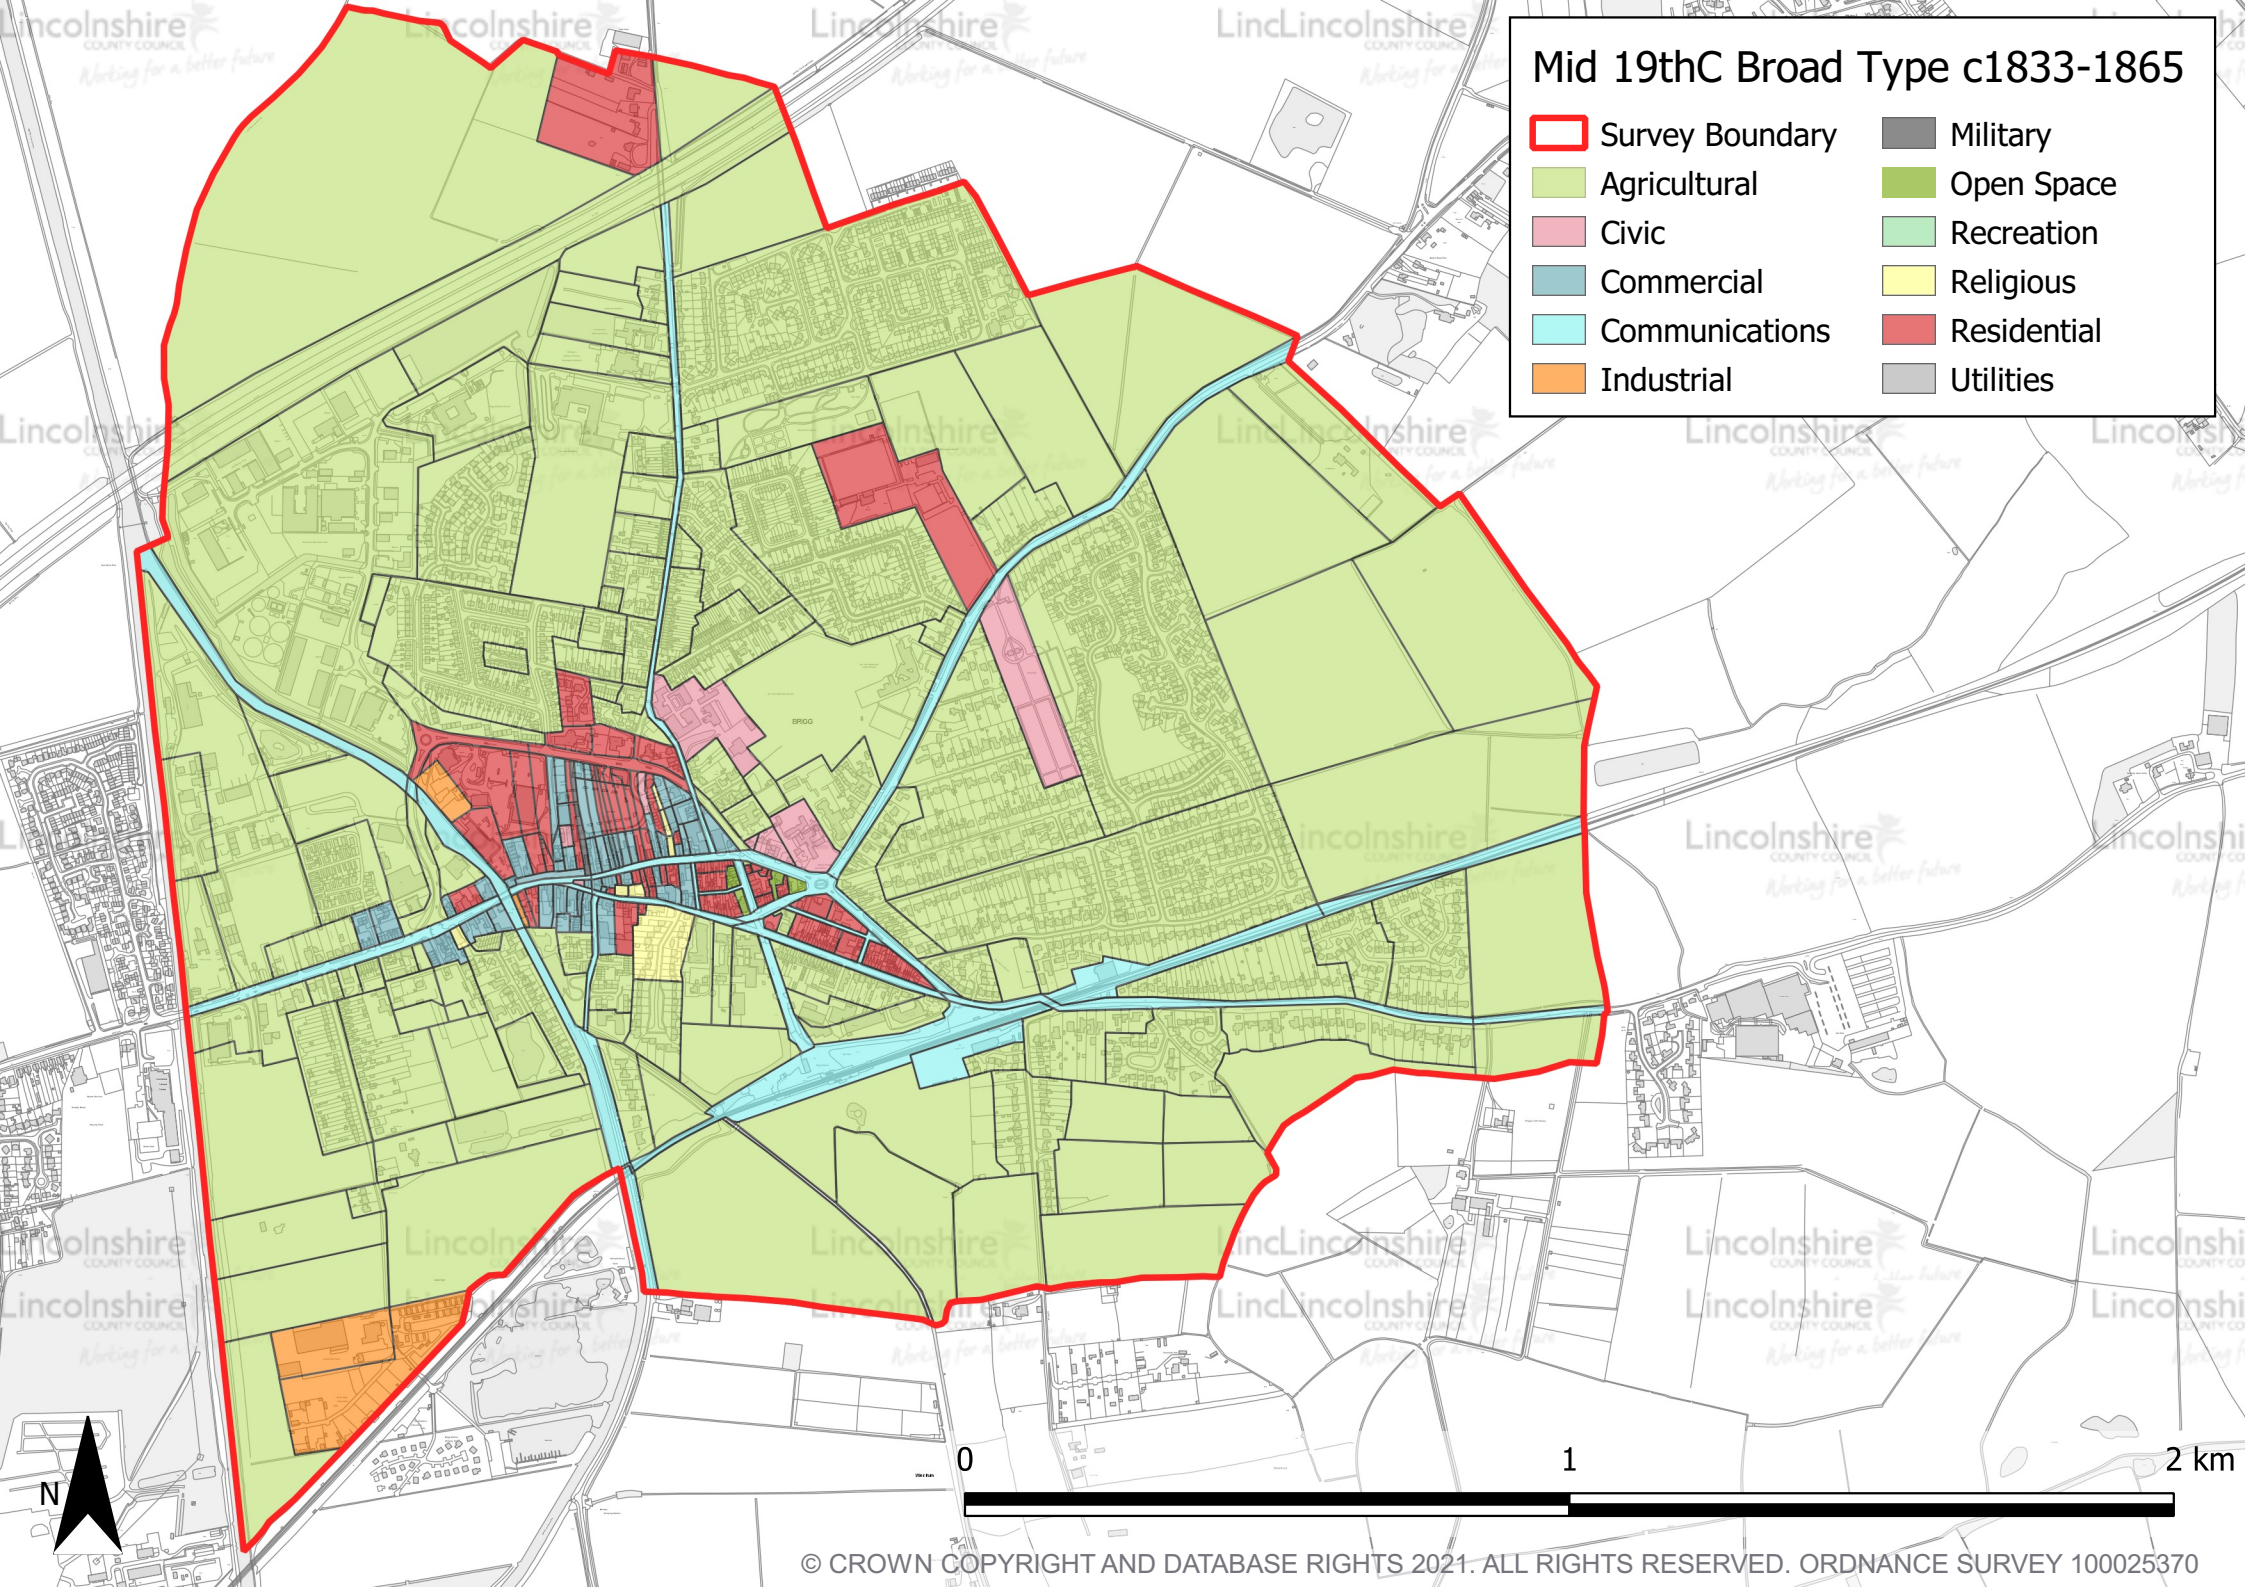 Mid 19thC Broad Type c1833-1865
Survey Boundary
Agricultural
Civic
Commercial
Communications
Industrial
Military
Open Space
Recreation
Religious
Residential
Utilities
Lincolnshire
COUNTY COUNCIL
Working for a better future
BRIGG
N
0 1 2 km
© CROWN COPYRIGHT AND DATABASE RIGHTS 2021. ALL RIGHTS RESERVED. ORDNANCE SURVEY 100025370